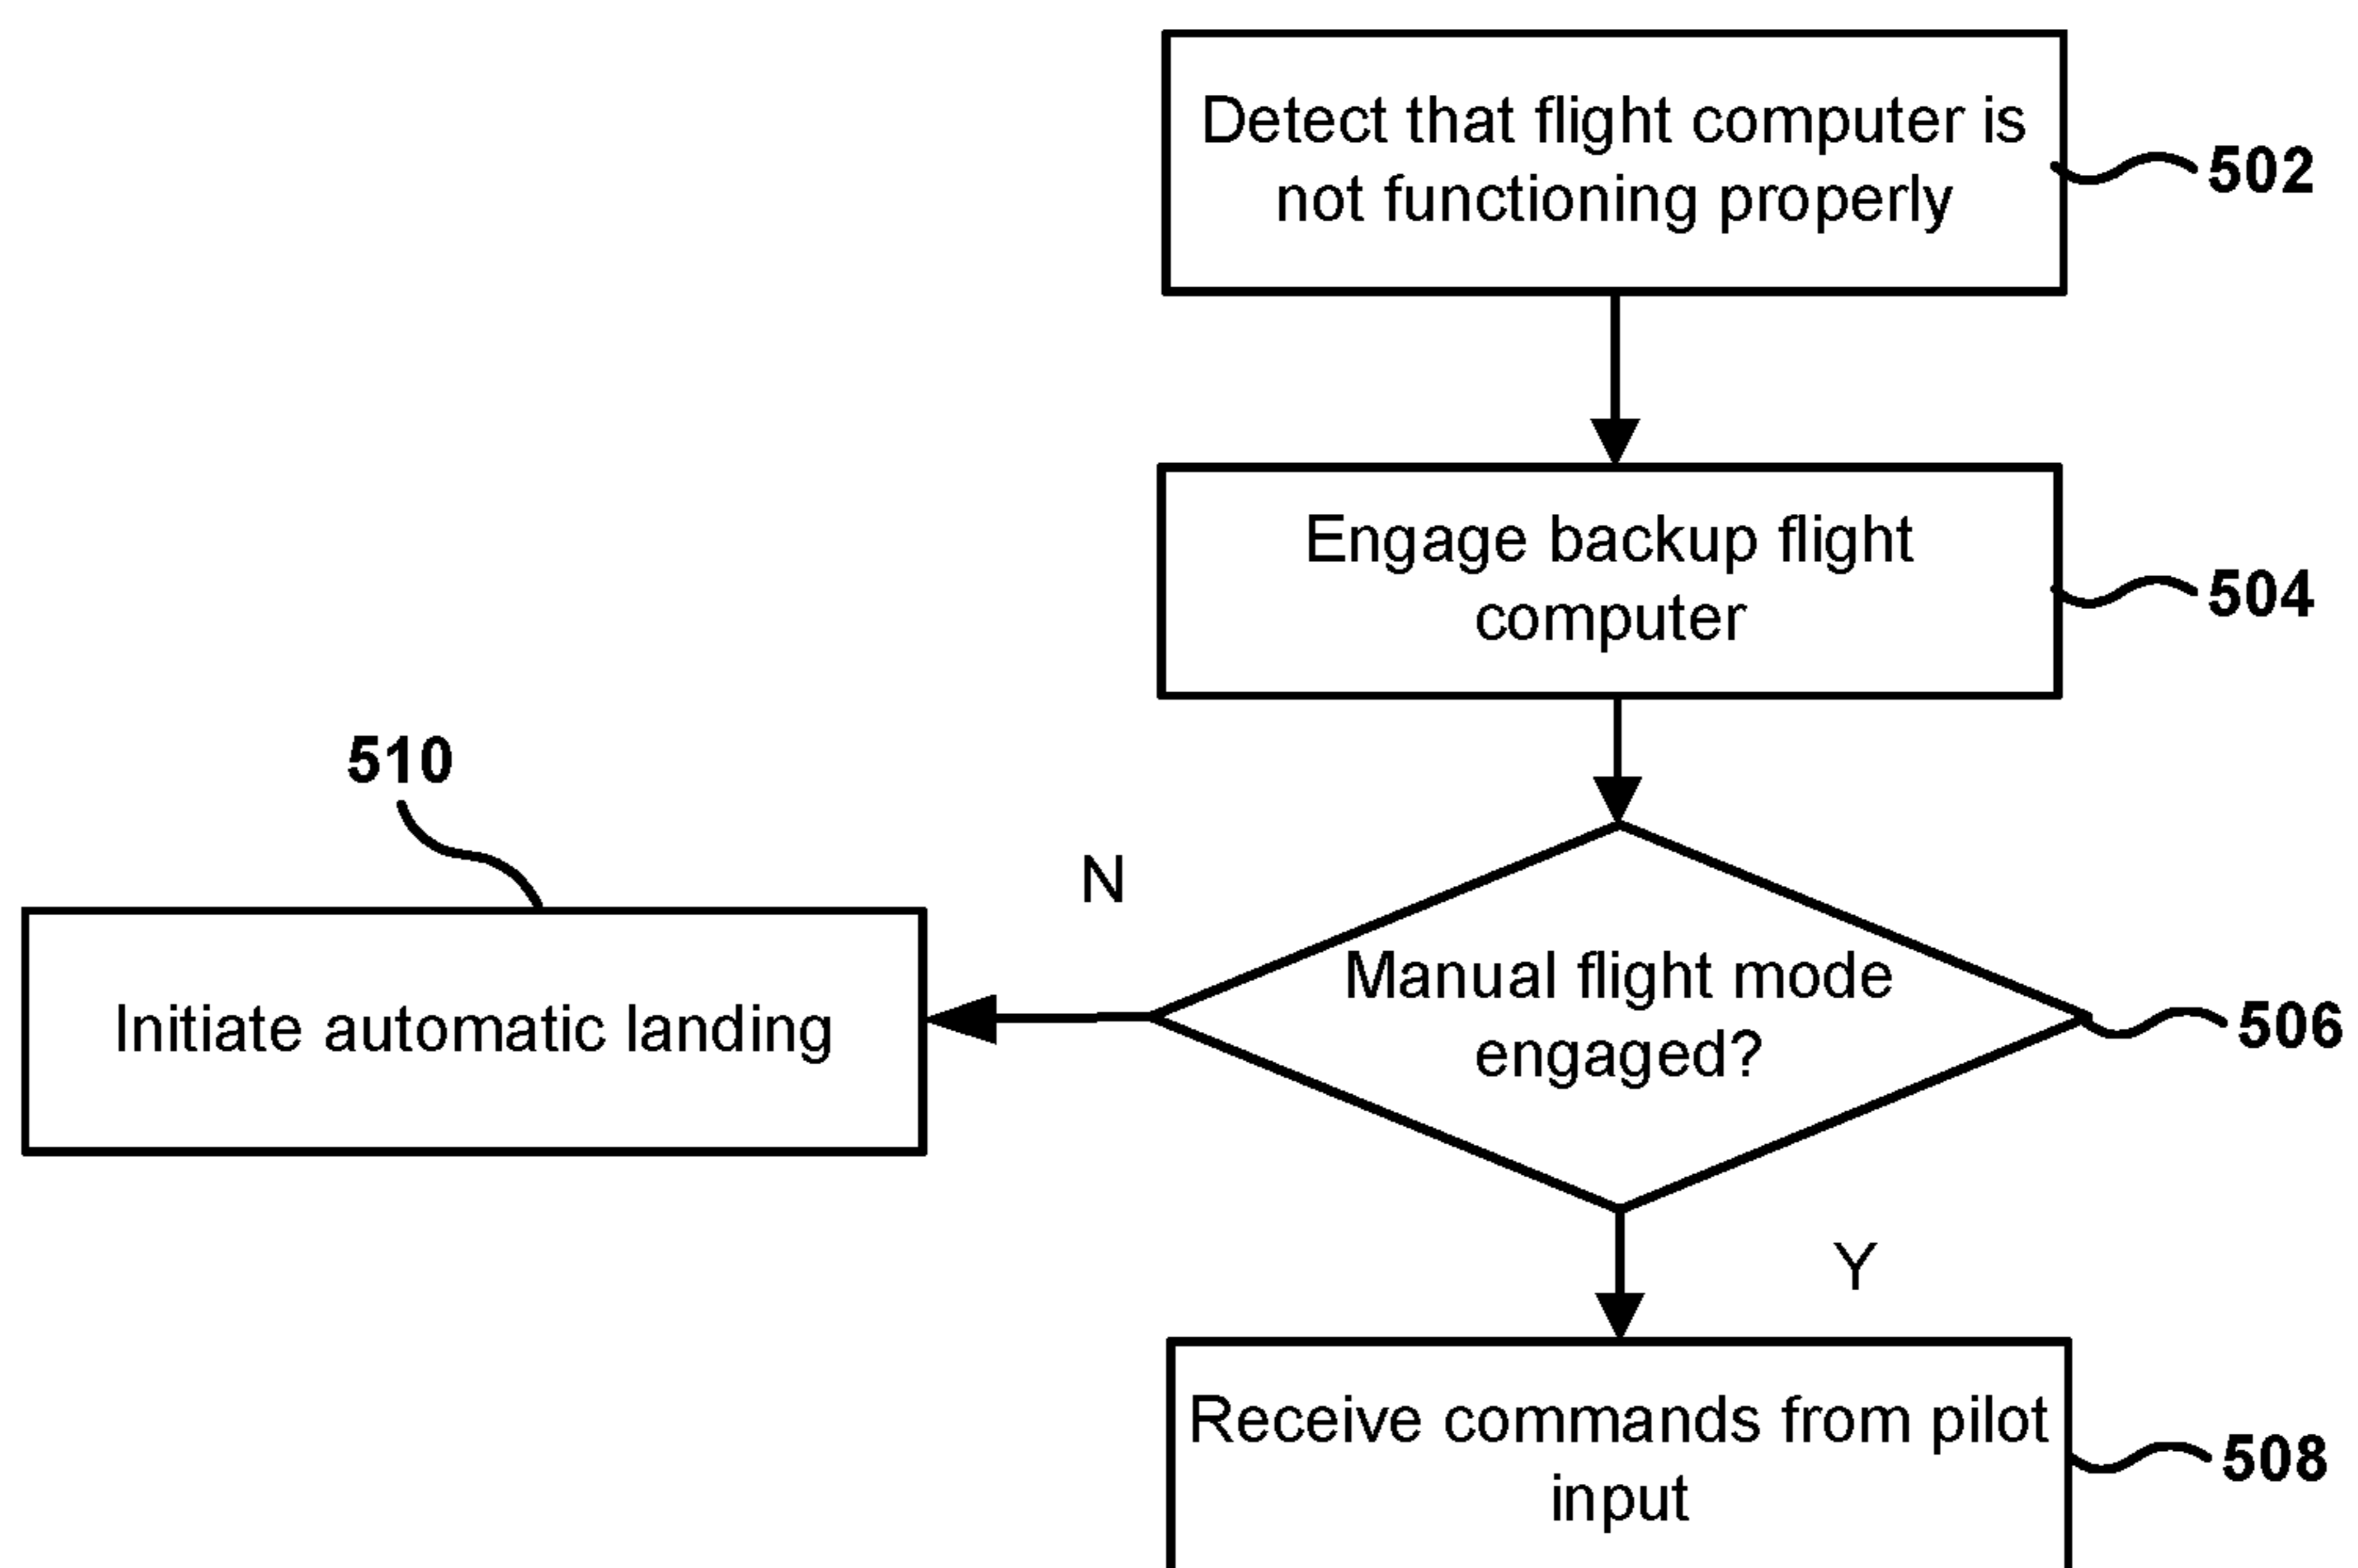 Detect that flight computer is
not functioning properly
502
Engage backup flight
computer
504
510
N
Initiate automatic landing
Manual flight mode
engaged?
506
Y
Receive commands from pilot
input
508